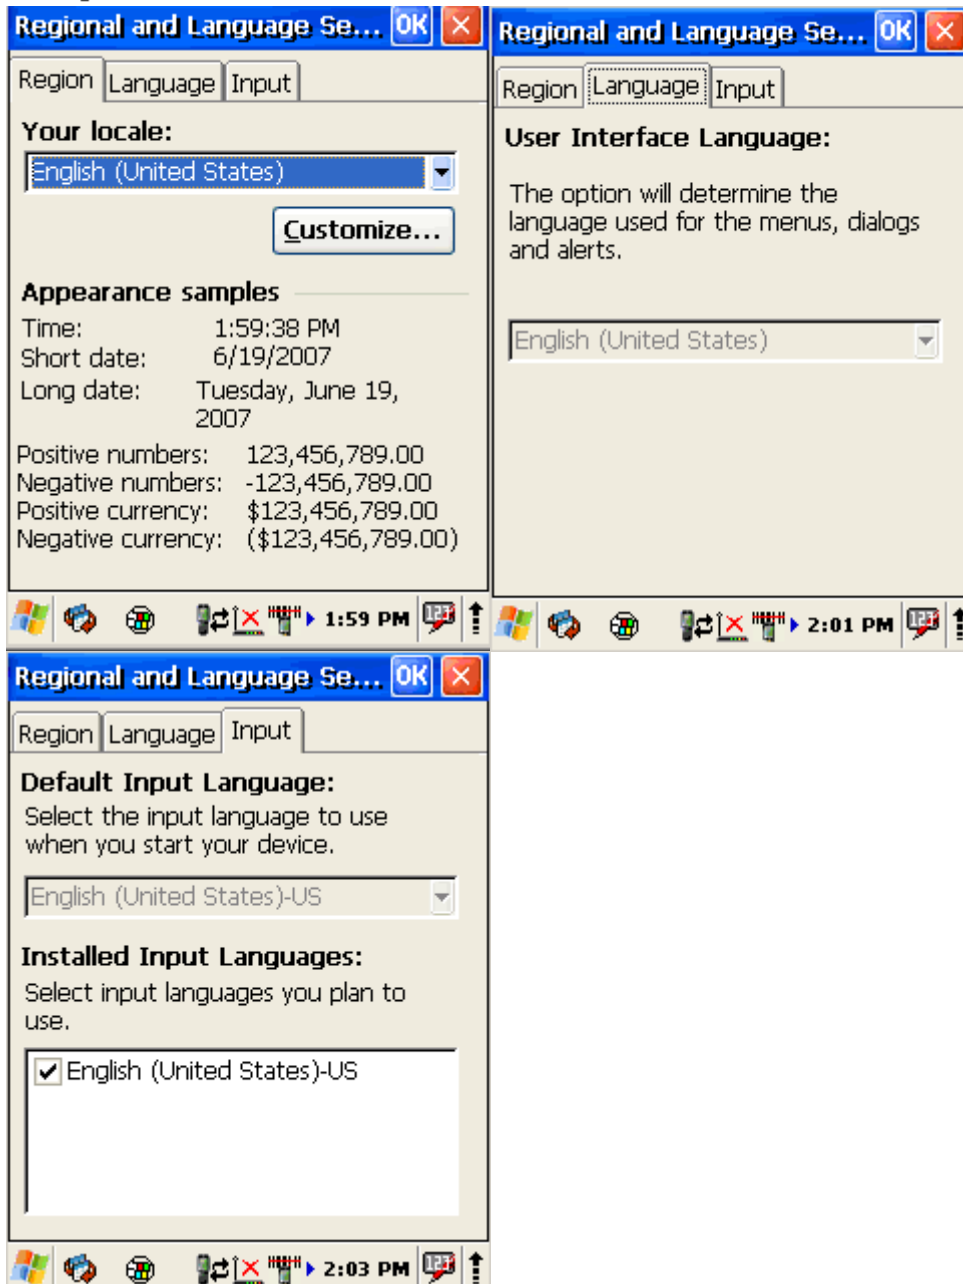 Regional and Language Se... OK
Region Language Input
Your locale:
English (United States)
Customize...
Appearance samples
Time: 1:59:38 PM
Short date: 6/19/2007
Long date: Tuesday, June 19,
2007
Positive numbers: 123,456,789.00
Negative numbers: -123,456,789.00
Positive currency: $123,456,789.00
Negative currency: ($123,456,789.00)
1:59 PM
Regional and Language Se... OK
Region Language Input
User Interface Language:
The option will determine the
language used for the menus, dialogs
and alerts.
English (United States)
2:01 PM
Regional and Language Se... OK
Region Language Input
Default Input Language:
Select the input language to use
when you start your device.
English (United States)-US
Installed Input Languages:
Select input languages you plan to
use.
English (United States)-US
2:03 PM